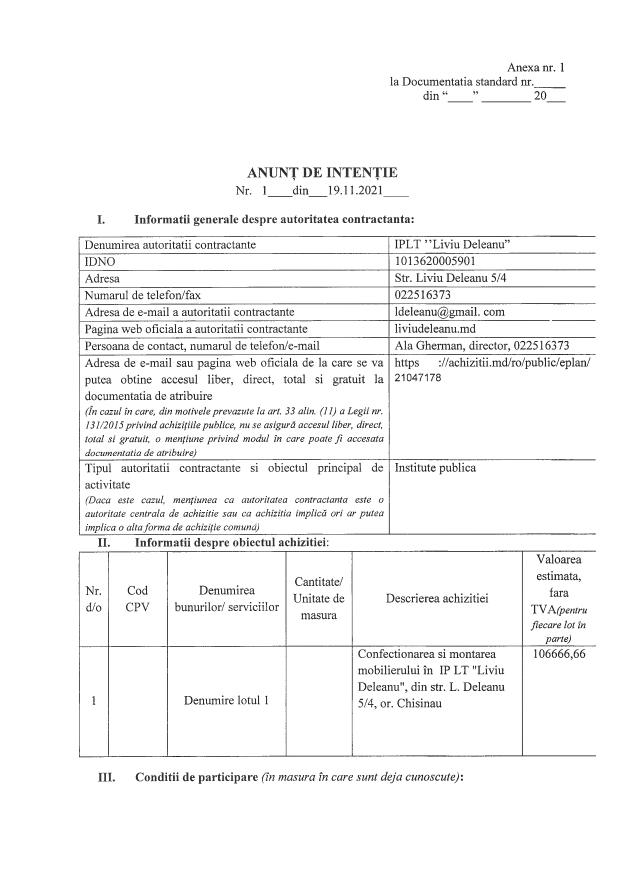 Anexa nr. 1
la Documentatia standard nr._____
din “____” ________ 20___
ANUNŢ DE INTENŢIE
Nr. 1____din___19.11.2021____
I. Informatii generale despre autoritatea contractanta:
Denumirea autoritatii contractante IPLT ’’Liviu Deleanu”
IDNO 1013620005901
Adresa Str. Liviu Deleanu 5/4
Numarul de telefon/fax 022516373
Adresa de e-mail a autoritatii contractante ldeleanu@gmail. com
Pagina web oficiala a autoritatii contractante liviudeleanu.md
Persoana de contact, numarul de telefon/e-mail Ala Gherman, director, 022516373
Adresa de e-mail sau pagina web oficiala de la care se va https ://achizitii.md/ro/public/eplan/
putea obtine accesul liber, direct, total si gratuit la 21047178
documentatia de atribuire
(În cazul în care, din motivele prevazute la art. 33 alin. (11) a Legii nr.
131/2015 privind achiziţiile publice, nu se asigură accesul liber, direct,
total si gratuit, o menţiune privind modul în care poate fi accesata
documentatia de atribuire)
Tipul autoritatii contractante si obiectul principal de Institute publica
activitate
(Daca este cazul, menţiunea ca autoritatea contractanta este o
autoritate centrala de achizitie sau ca achizitia implică ori ar putea
implica o alta forma de achiziţie comună)
II. Informatii despre obiectul achizitiei:
Nr.
d/o
Cod
CPV
Denumirea
bunurilor/ serviciilor
Cantitate/
Unitate de
masura
Descrierea achizitiei
Valoarea
estimata,
fara
TVA(pentru
fiecare lot în
parte)
1
Denumire lotul 1
Confectionarea si montarea
mobilierului în IP LT "Liviu
Deleanu", din str. L. Deleanu
5/4, or. Chisinau
106666,66
III. Conditii de participare (în masura în care sunt deja cunoscute):